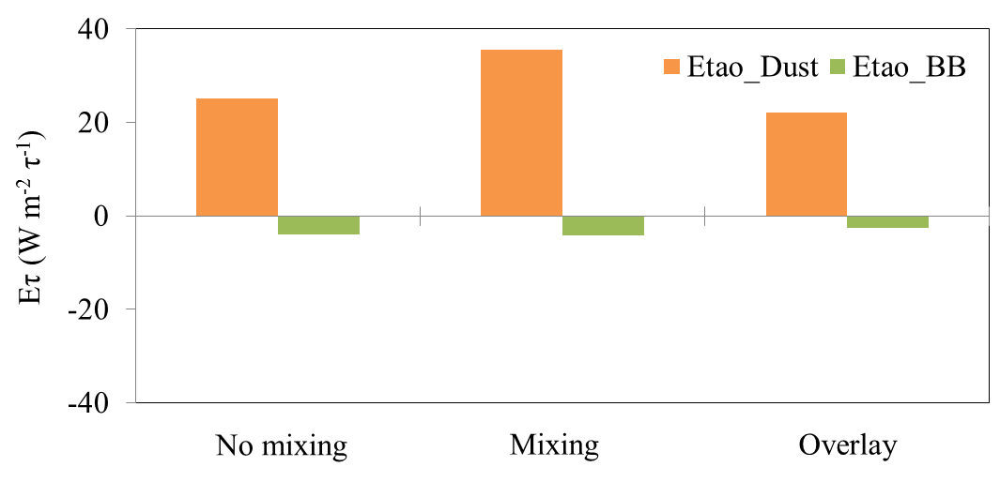 40
20
0
-20
-40
Eτ (W m-2 τ-1)
Etao_Dust Etao_BB
No mixing Mixing Overlay